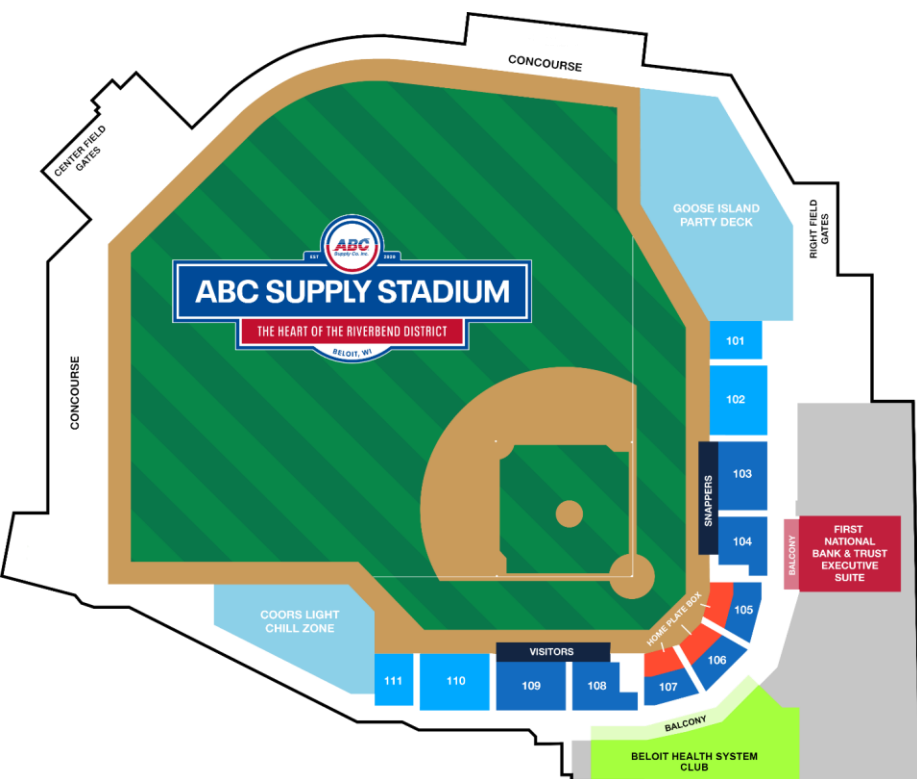 CONCOURSE
CENTER FIELD
GATES
GOOSE ISLAND
PARTY DECK
RIGHT FIELD
GATES
ABC
Supply Co. Inc.
EST
2020
ABC SUPPLY STADIUM
THE HEART OF THE RIVERBEND DISTRICT
BELOIT, WI
101
CONCOURSE
102
103
SNAPPERS
104
BALCONY
FIRST
NATIONAL
BANK & TRUST
EXECUTIVE
SUITE
COORS LIGHT
CHILL ZONE
HOME PLATE BOX
105
VISITORS
106
111
110
109
108
107
BALCONY
BELOIT HEALTH SYSTEM
CLUB